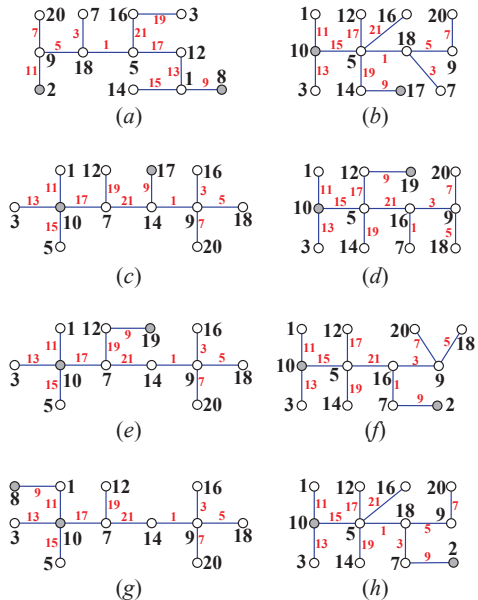 20 7 16 3 1 12 16 20
7 3 21 19 11 17 21 18 7
9 5 1 17 12 10 15 1 5 9
11 18 5 13 13 5 19 3
2 14 15 1 9 8 3 14 9 17 7
(a) (b)
1 12 17 16 1 12 19 20
11 19 9 3 11 17 9 7
13 17 21 1 5 10 15 21 16 3 9
3 10 7 14 9 18 13 5 19 1 5
15 7 3 14 7 18
5 20
(c) (d)
1 12 19 16 1 12 20 18
11 19 9 3 11 17 7 5
13 17 21 1 5 10 15 21 16 3
3 10 7 14 9 18 13 5 19 1 9
15 7 3 14 7 9 2
5 20
(e) (f)
8 1 12 16 1 12 16 20
9 11 19 3 11 17 21 18 7
13 17 21 1 5 10 15 1 5 9
3 10 7 14 9 18 13 5 19 3 2
15 7 3 14 7 9
5 20
(g) (h)